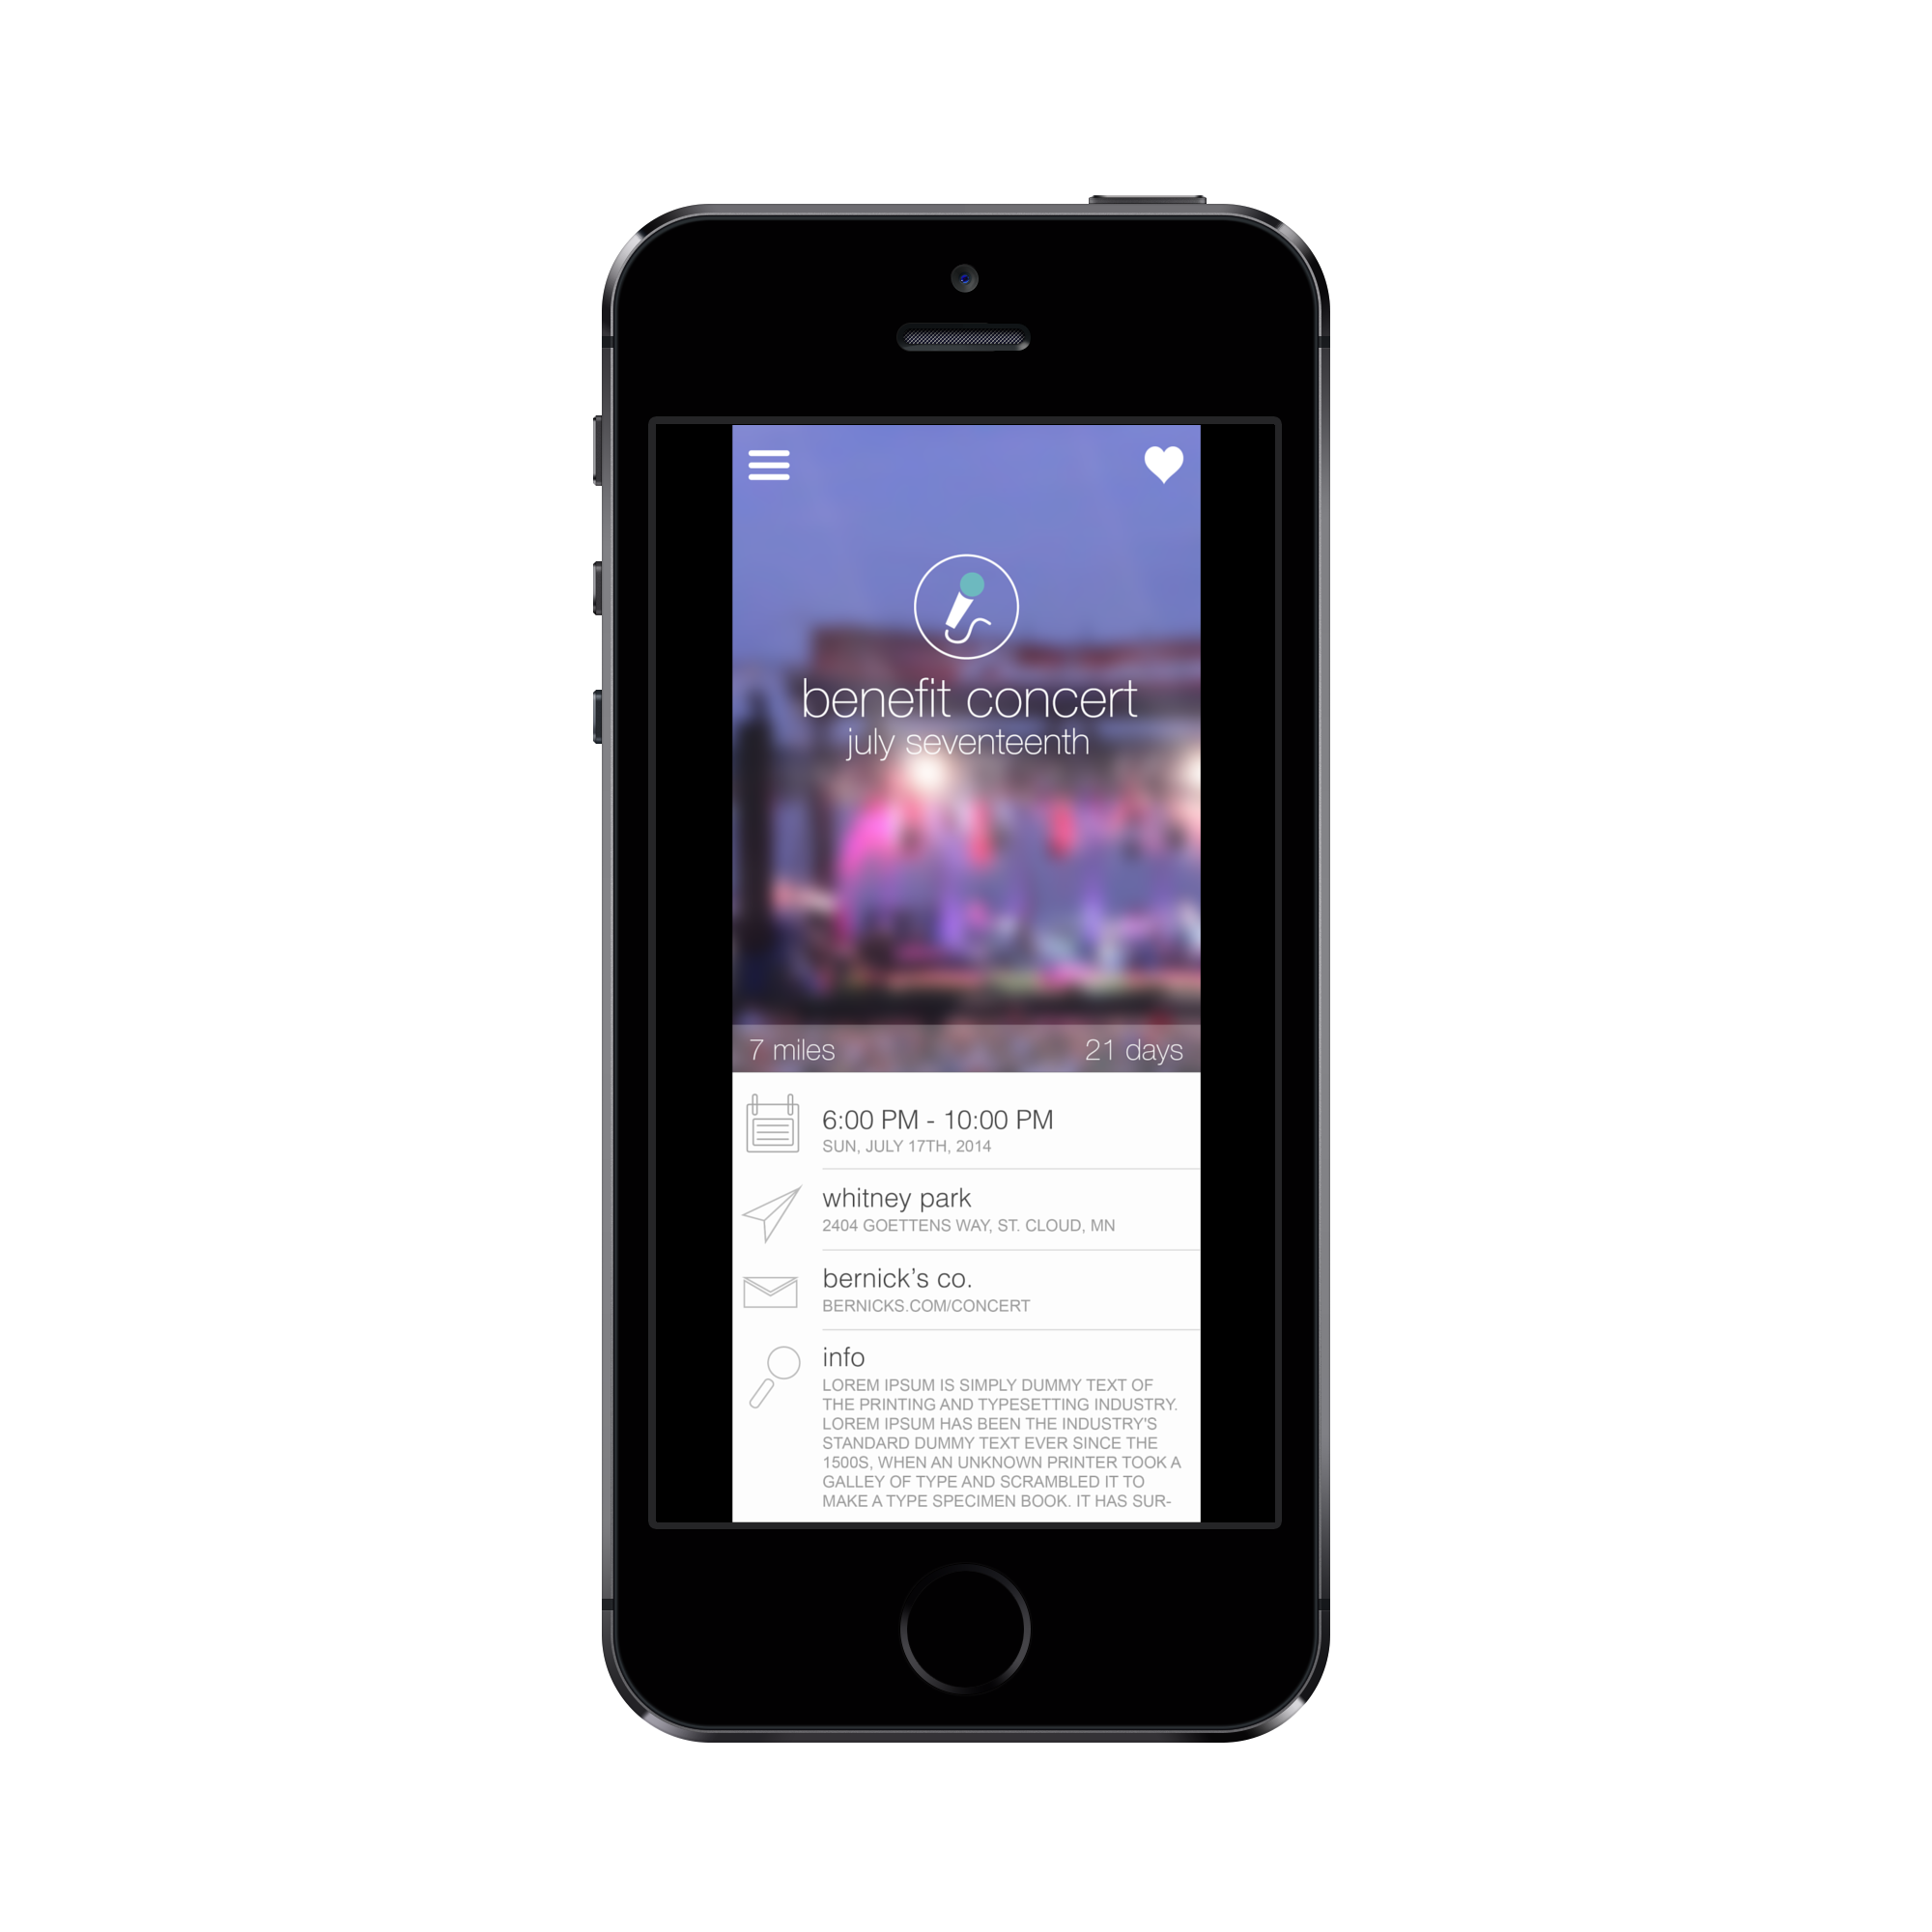 benefit concert
july seventeenth
7 miles 21 days
6:00 PM - 10:00 PM
SUN, JULY 17TH, 2014
whitney park
2404 GOETTENS WAY, ST. CLOUD, MN
bernick’s co.
BERNICKS.COM/CONCERT
info
LOREM IPSUM IS SIMPLY DUMMY TEXT OF
THE PRINTING AND TYPESETTING INDUSTRY.
LOREM IPSUM HAS BEEN THE INDUSTRY'S
STANDARD DUMMY TEXT EVER SINCE THE
1500S, WHEN AN UNKNOWN PRINTER TOOK A
GALLEY OF TYPE AND SCRAMBLED IT TO
MAKE A TYPE SPECIMEN BOOK. IT HAS SUR-